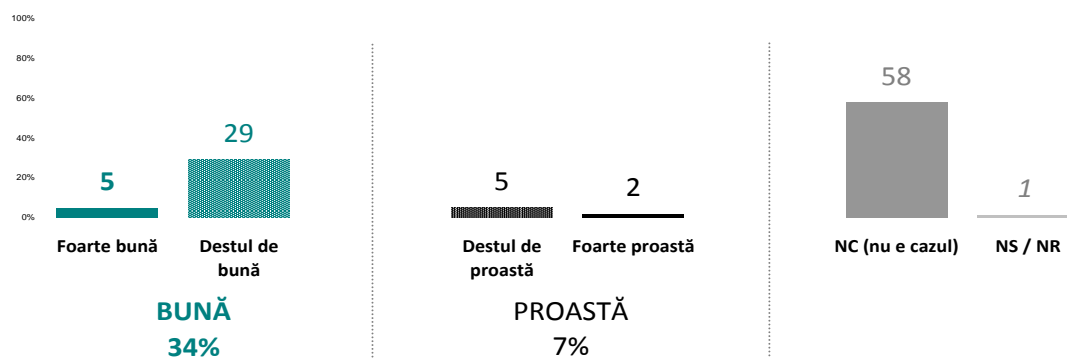 100%
80%
60%
40%
20%
0%
5
29
5
2
58
1
Foarte bună
Destul de
bună
Destul de
proastă
Foarte proastă
NC (nu e cazul)
NS / NR
BUNĂ
34%
PROASTĂ
7%